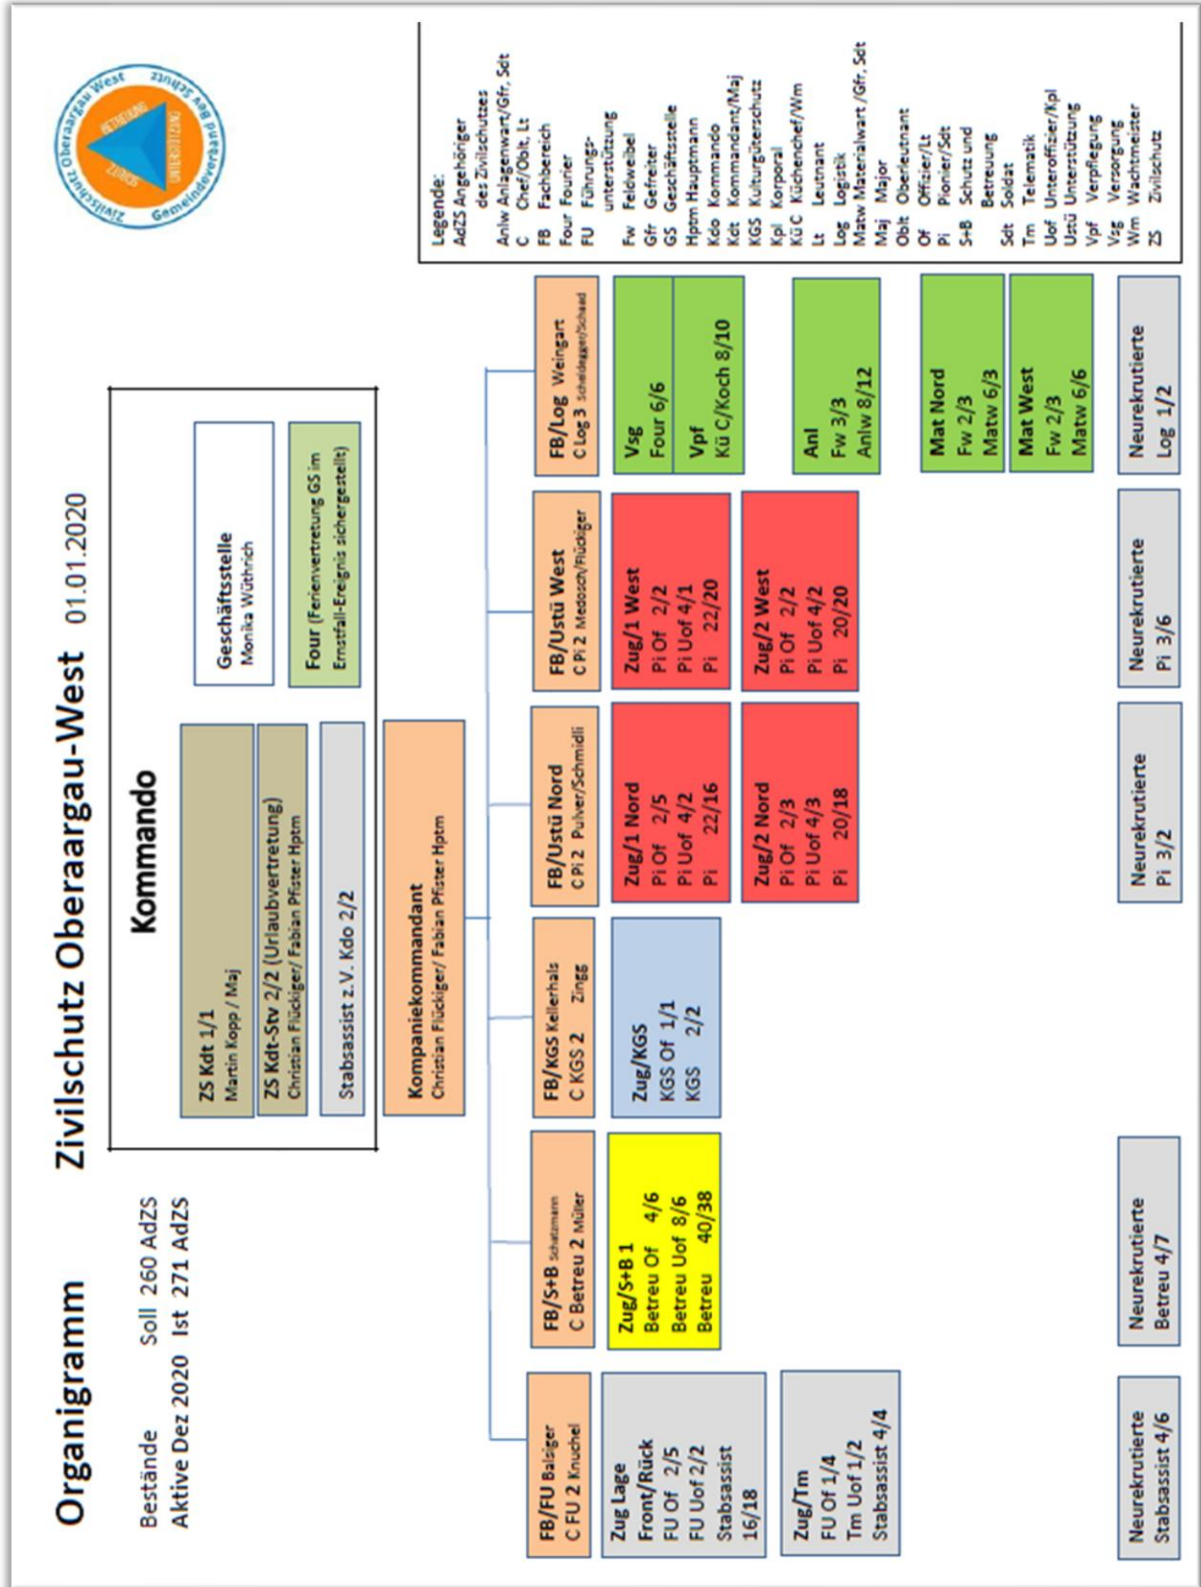 Organigramm Zivilschutz Oberaargau-West 01.01.2020
Zivilschutz Oberaargau West
Gemeindeverband Bev Schutz
BETREUUNG
SCHUTZ
UNTERSTÜTZUNG
Bestände Soll 260 AdZS
Aktive Dez 2020 Ist 271 AdZS
Kommando
ZS Kdt 1/1
Martin Kopp / Maj
ZS Kdt-Stv 2/2 (Urlaubvertretung)
Christian Flückiger/ Fabian Pfister Hptm
Stabsassist z.V. Kdo 2/2
Geschäftsstelle
Monika Wüthrich
Four (Ferienvertretung GS im
Ernstfall-Ereignis sichergestellt)
Kompaniekommandant
Christian Flückiger/ Fabian Pfister Hptm
FB/FU Balsiger
C FU 2 Knuchel
Zug Lage
Front/Rück
FU Of 2/5
FU Uof 2/2
Stabsassist
16/18
Zug/Tm
FU Of 1/4
Tm Uof 1/2
Stabsassist 4/4
Neurekrutierte
Stabsassist 4/6
FB/S+B Schatzmann
C Betreu 2 Müller
Zug/S+B 1
Betreu Of 4/6
Betreu Uof 8/6
Betreu 40/38
Neurekrutierte
Betreu 4/7
FB/KGS Kellerhals
C KGS 2 Zingg
Zug/KGS
KGS Of 1/1
KGS 2/2
FB/Ustü Nord
C Pi 2 Pulver/Schmidli
Zug/1 Nord
Pi Of 2/5
Pi Uof 4/2
Pi 22/16
Zug/2 Nord
Pi Of 2/3
Pi Uof 4/3
Pi 20/18
Neurekrutierte
Pi 3/2
FB/Ustü West
C Pi 2 Medosch/Flückiger
Zug/1 West
Pi Of 2/2
Pi Uof 4/1
Pi 22/20
Zug/2 West
Pi Of 2/2
Pi Uof 4/2
Pi 20/20
Neurekrutierte
Pi 3/6
FB/Log Weingart
C Log 3 Scheidegger/Schaad
Vsg
Four 6/6
Vpf
Kü C/Koch 8/10
Anl
Fw 3/3
Anlw 8/12
Mat Nord
Fw 2/3
Matw 6/3
Mat West
Fw 2/3
Matw 6/6
Neurekrutierte
Log 1/2
Legende:
AdZS Angehöriger
des Zivilschutzes
Anlw Anlagenwart/Gfr, Sdt
C Chef/Oblt, Lt
FB Fachbereich
Four Fourier
FU Führungs-
unterstützung
Fw Feldweibel
Gfr Gefreiter
GS Geschäftsstelle
Hptm Hauptmann
Kdo Kommando
Kdt Kommandant/Maj
KGS Kulturgüterschutz
Kpl Korporal
Kü C Küchenchef/Wm
Lt Leutnant
Log Logistik
Matw Materialwart /Gfr, Sdt
Maj Major
Oblt Oberleutnant
Of Offizier/Lt
Pi Pionier/Sdt
S+B Schutz und
Betreuung
Sdt Soldat
Tm Telematik
Uof Unteroffizier/Kpl
Ustü Unterstützung
Vpf Verpflegung
Vsg Versorgung
Wm Wachtmeister
ZS Zivilschutz